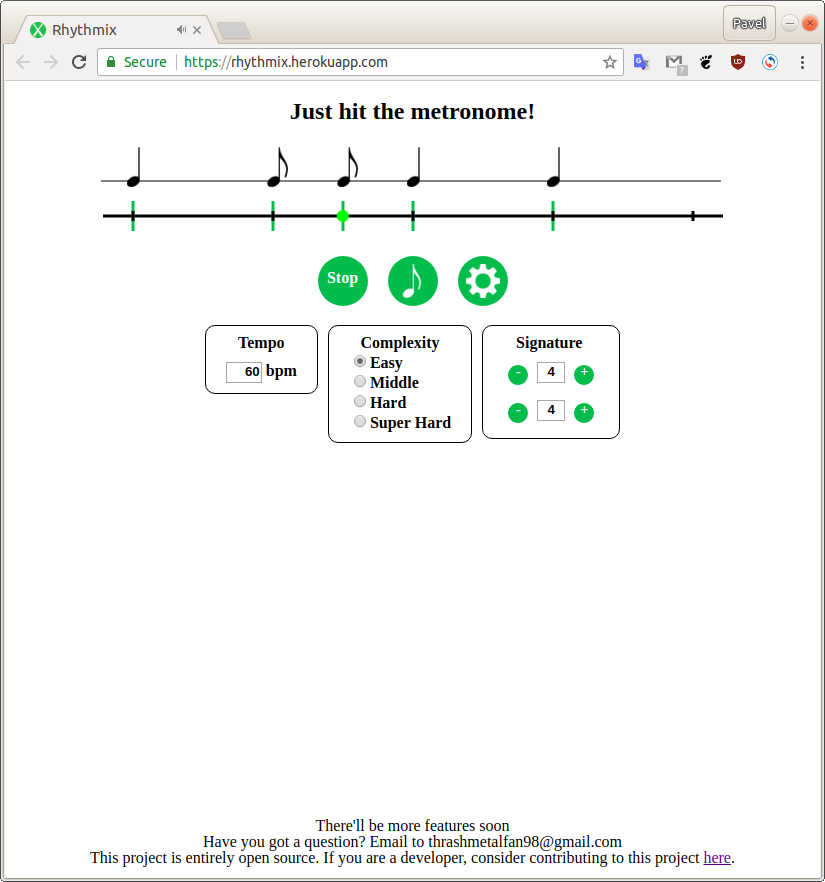 Rhythmix
Pavel
Secure https://rhythmix.herokuapp.com
Just hit the metronome!
Stop
Tempo
60 bpm
Complexity
Easy
Middle
Hard
Super Hard
Signature
- 4 +
- 4 +
There'll be more features soon
Have you got a question? Email to thrashmetalfan98@gmail.com
This project is entirely open source. If you are a developer, consider contributing to this project here.